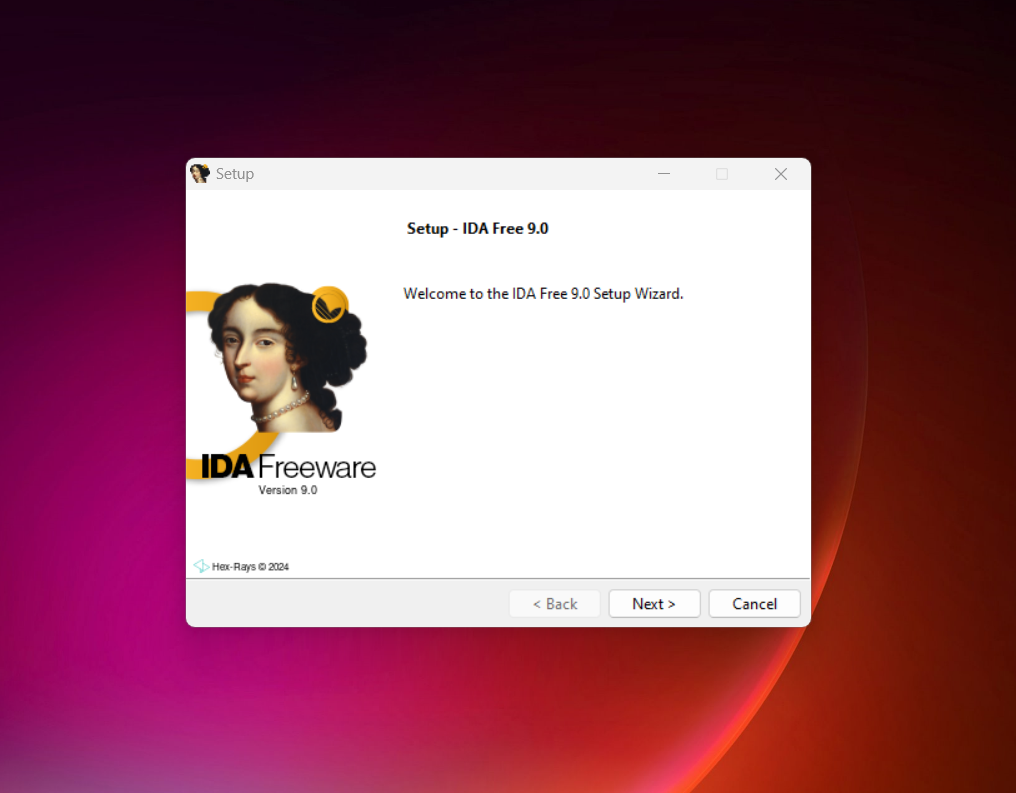 Setup
Setup - IDA Free 9.0
Welcome to the IDA Free 9.0 Setup Wizard.
IDA Freeware
Version 9.0
Hex-Rays © 2024
< Back
Next >
Cancel